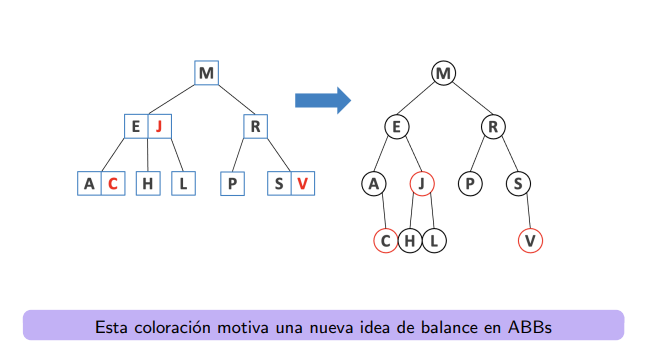 M M
E J R E R
A C H L P S V A J P S
C H L V
Esta coloración motiva una nueva idea de balance en ABBs